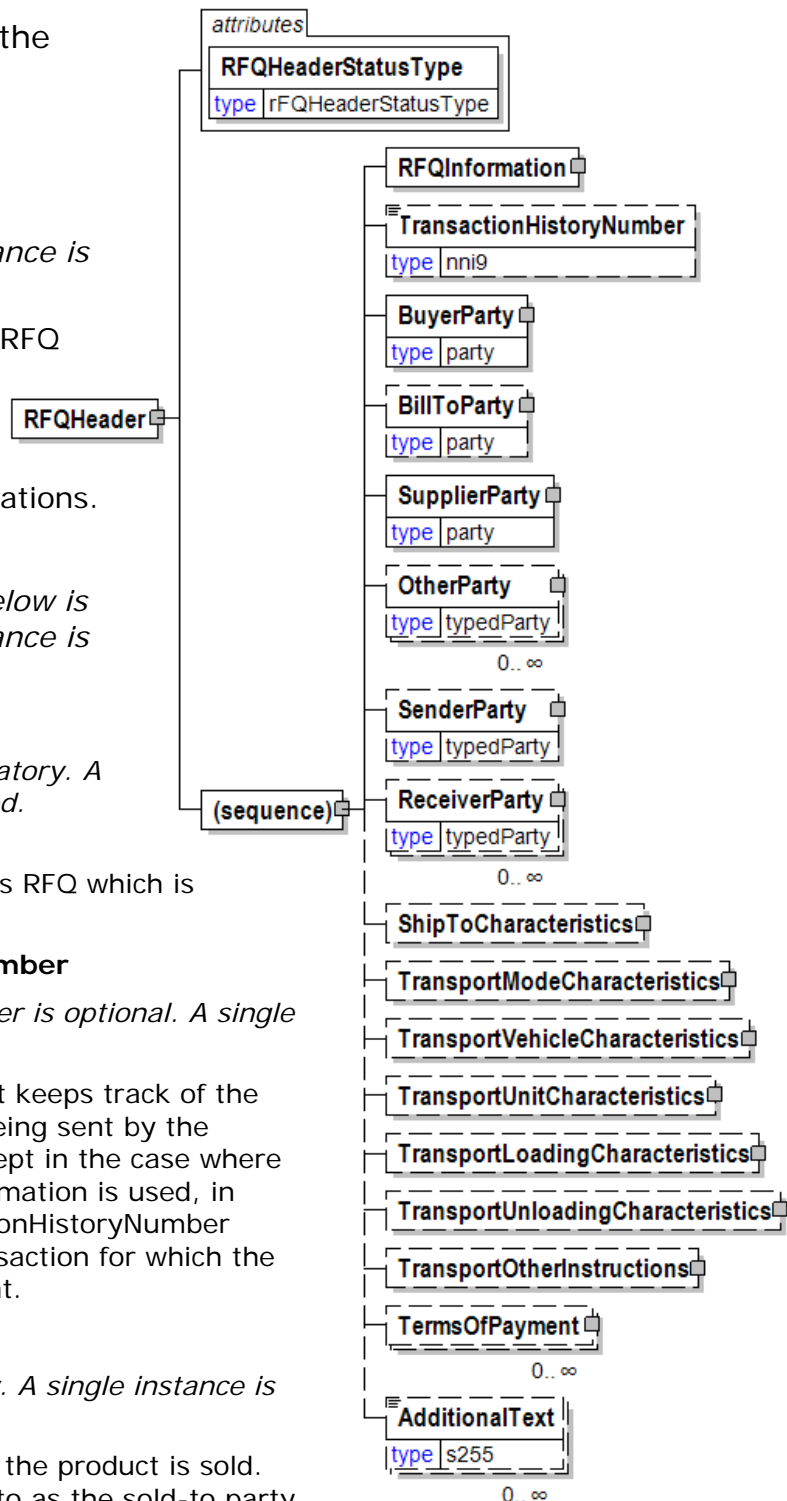 the
ance is
RFQ
ations.
elow is
ance is
atory. A
d.
s RFQ which is
mber
er is optional. A single
t keeps track of the
eing sent by the
ept in the case where
rmation is used, in
onHistoryNumber
saction for which the
t.
. A single instance is
the product is sold.
to as the sold-to party
RFQHeader
attributes
RFQHeaderStatusType
type rFQHeaderStatusType
(sequence)
RFQInformation
TransactionHistoryNumber
type nni9
BuyerParty
type party
BillToParty
type party
SupplierParty
type party
OtherParty
type typedParty
0.. ∞
SenderParty
type typedParty
ReceiverParty
type typedParty
0.. ∞
ShipToCharacteristics
TransportModeCharacteristics
TransportVehicleCharacteristics
TransportUnitCharacteristics
TransportLoadingCharacteristics
TransportUnloadingCharacteristics
TransportOtherInstructions
TermsOfPayment
0.. ∞
AdditionalText
type s255
0.. ∞